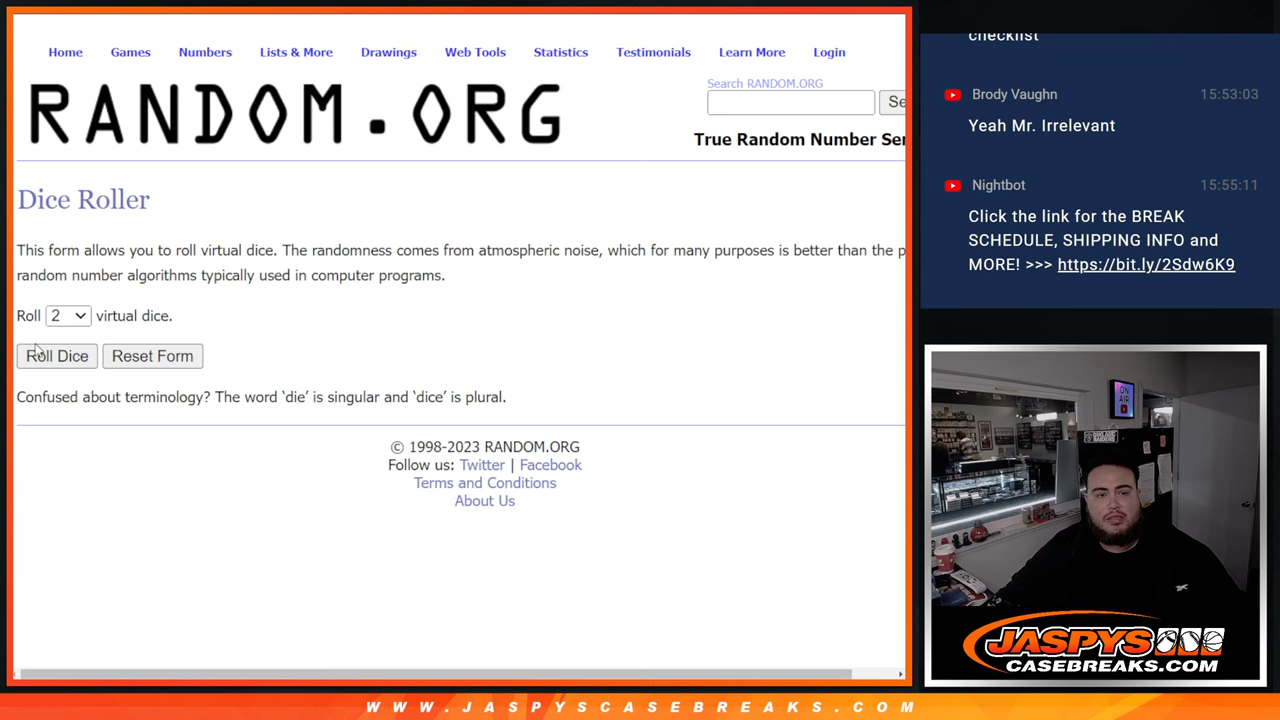 Home Games Numbers Lists & More Drawings Web Tools Statistics Testimonials Learn More Login
RANDOM.ORG
Search RANDOM.ORG
Se
True Random Number Ser
Dice Roller
This form allows you to roll virtual dice. The randomness comes from atmospheric noise, which for many purposes is better than the p
random number algorithms typically used in computer programs.
Roll 2 virtual dice.
Roll Dice Reset Form
Confused about terminology? The word ‘die’ is singular and ‘dice’ is plural.
© 1998-2023 RANDOM.ORG
Follow us: Twitter | Facebook
Terms and Conditions
About Us
checklist
Brody Vaughn 15:53:03
Yeah Mr. Irrelevant
Nightbot 15:55:11
Click the link for the BREAK
SCHEDULE, SHIPPING INFO and
MORE! >>> https://bit.ly/2Sdw6K9
ON
AIR
JASPYS
CASEBREAKS.COM
WWW.JASPYSCASEBREAKS.COM